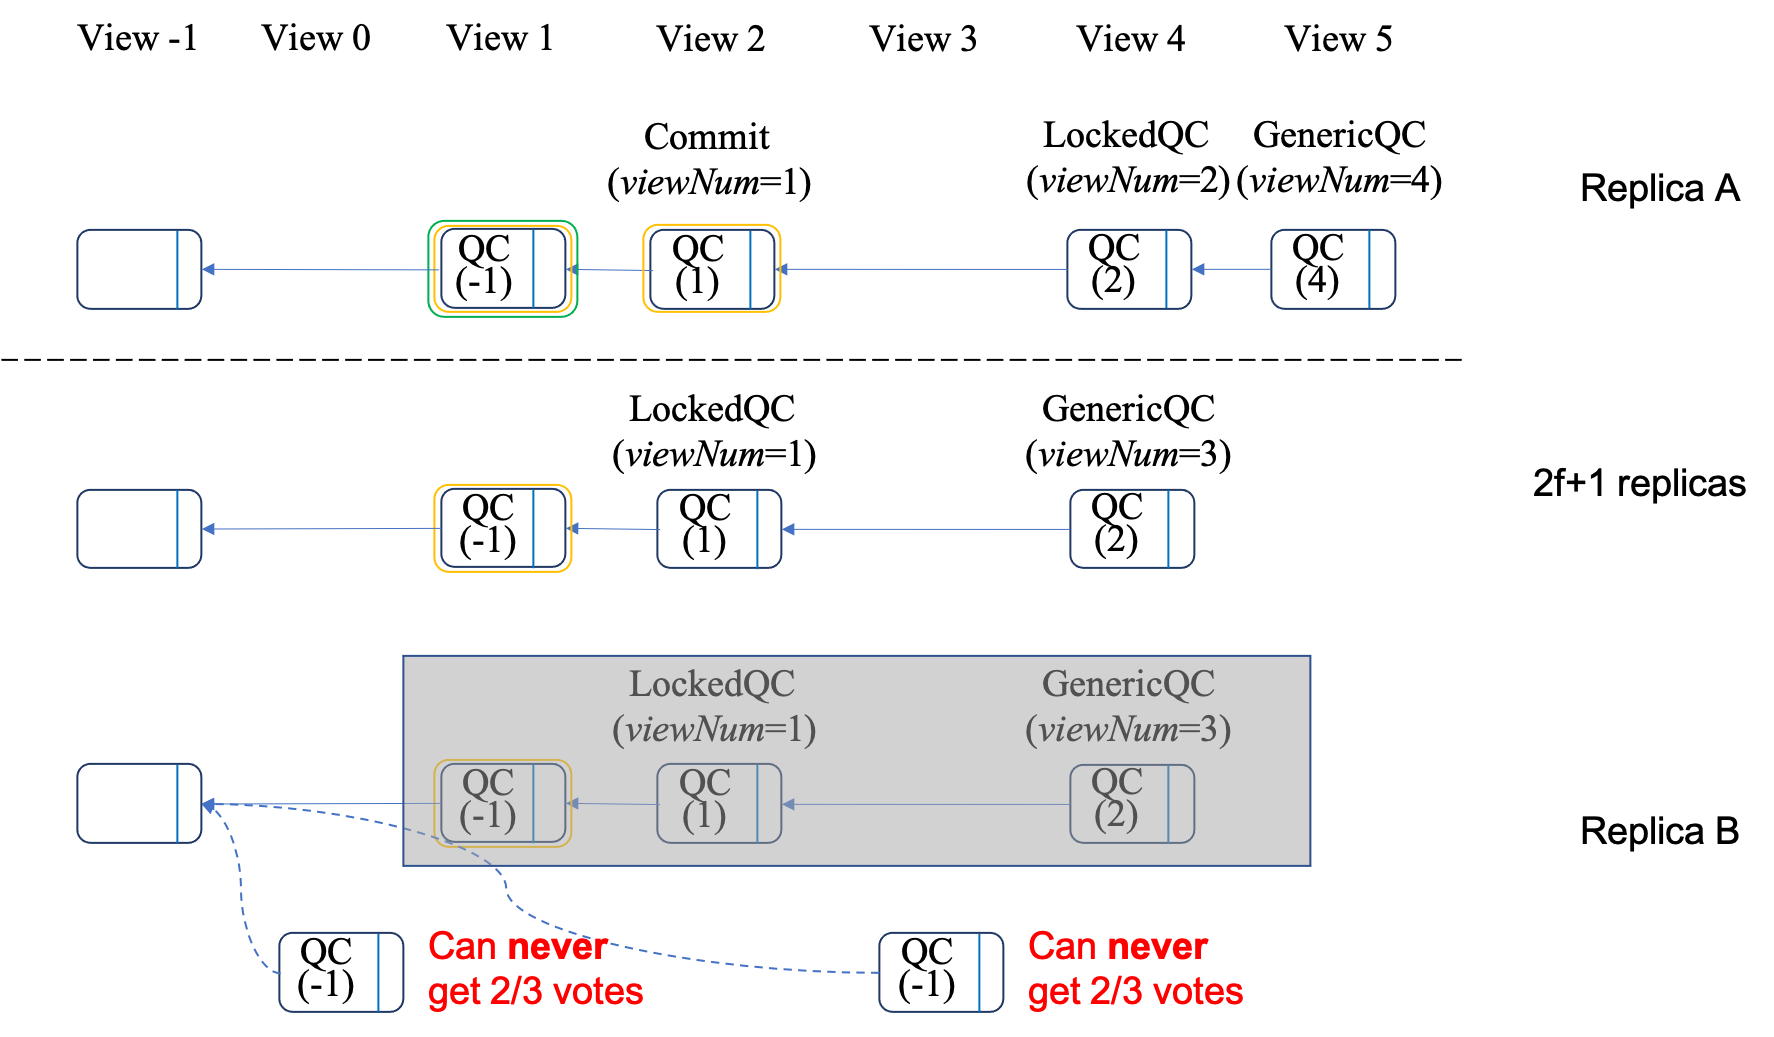 View -1 View 0 View 1 View 2 View 3 View 4 View 5
Commit
(viewNum=1)
LockedQC
(viewNum=2)
GenericQC
(viewNum=4)
Replica A
QC
(-1)
QC
(1)
QC
(2)
QC
(4)
LockedQC
(viewNum=1)
GenericQC
(viewNum=3)
2f+1 replicas
QC
(-1)
QC
(1)
QC
(2)
LockedQC
(viewNum=1)
GenericQC
(viewNum=3)
QC
(-1)
QC
(1)
QC
(2)
Replica B
QC
(-1)
Can never
get 2/3 votes
QC
(-1)
Can never
get 2/3 votes